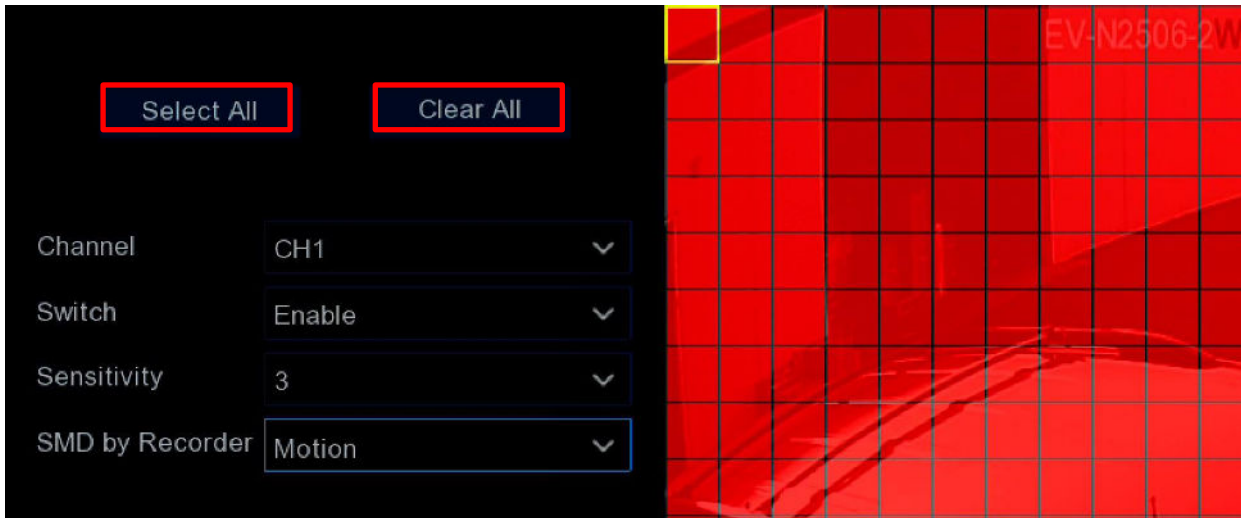 EV-N2506-2W
Select All
Clear All
Channel
CH1
Switch
Enable
Sensitivity
3
SMD by Recorder
Motion